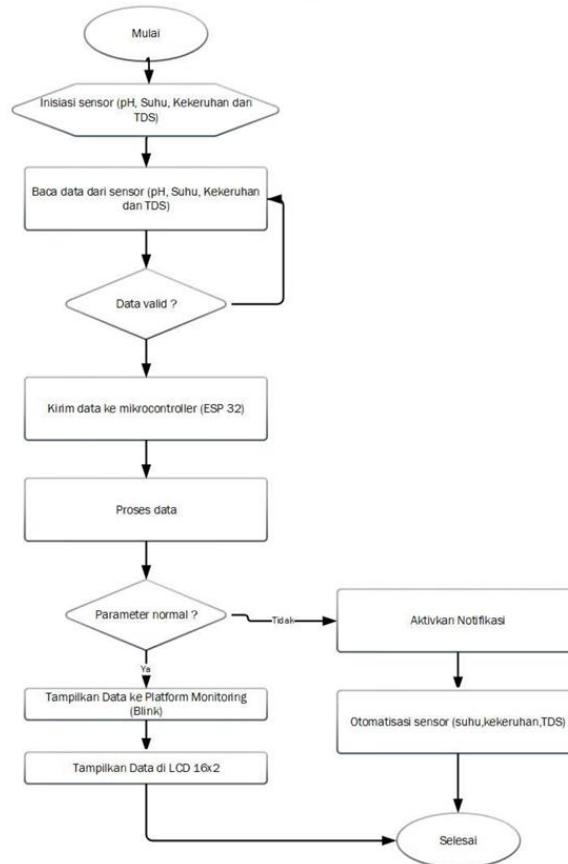 Mulai
Inisiasi sensor (pH, Suhu, Kekeruhan dan
TDS)
Baca data dari sensor (pH, Suhu, Kekeruhan
dan TDS)
Data valid ?
Kirim data ke mikrocontroller (ESP 32)
Proses data
Parameter normal ?
Tidak
Aktivkan Notifikasi
Ya
Tampilkan Data ke Platform Monitoring
(Blink)
Otomatisasi sensor (suhu,kekeruhan,TDS)
Tampilkan Data di LCD 16x2
Selesai